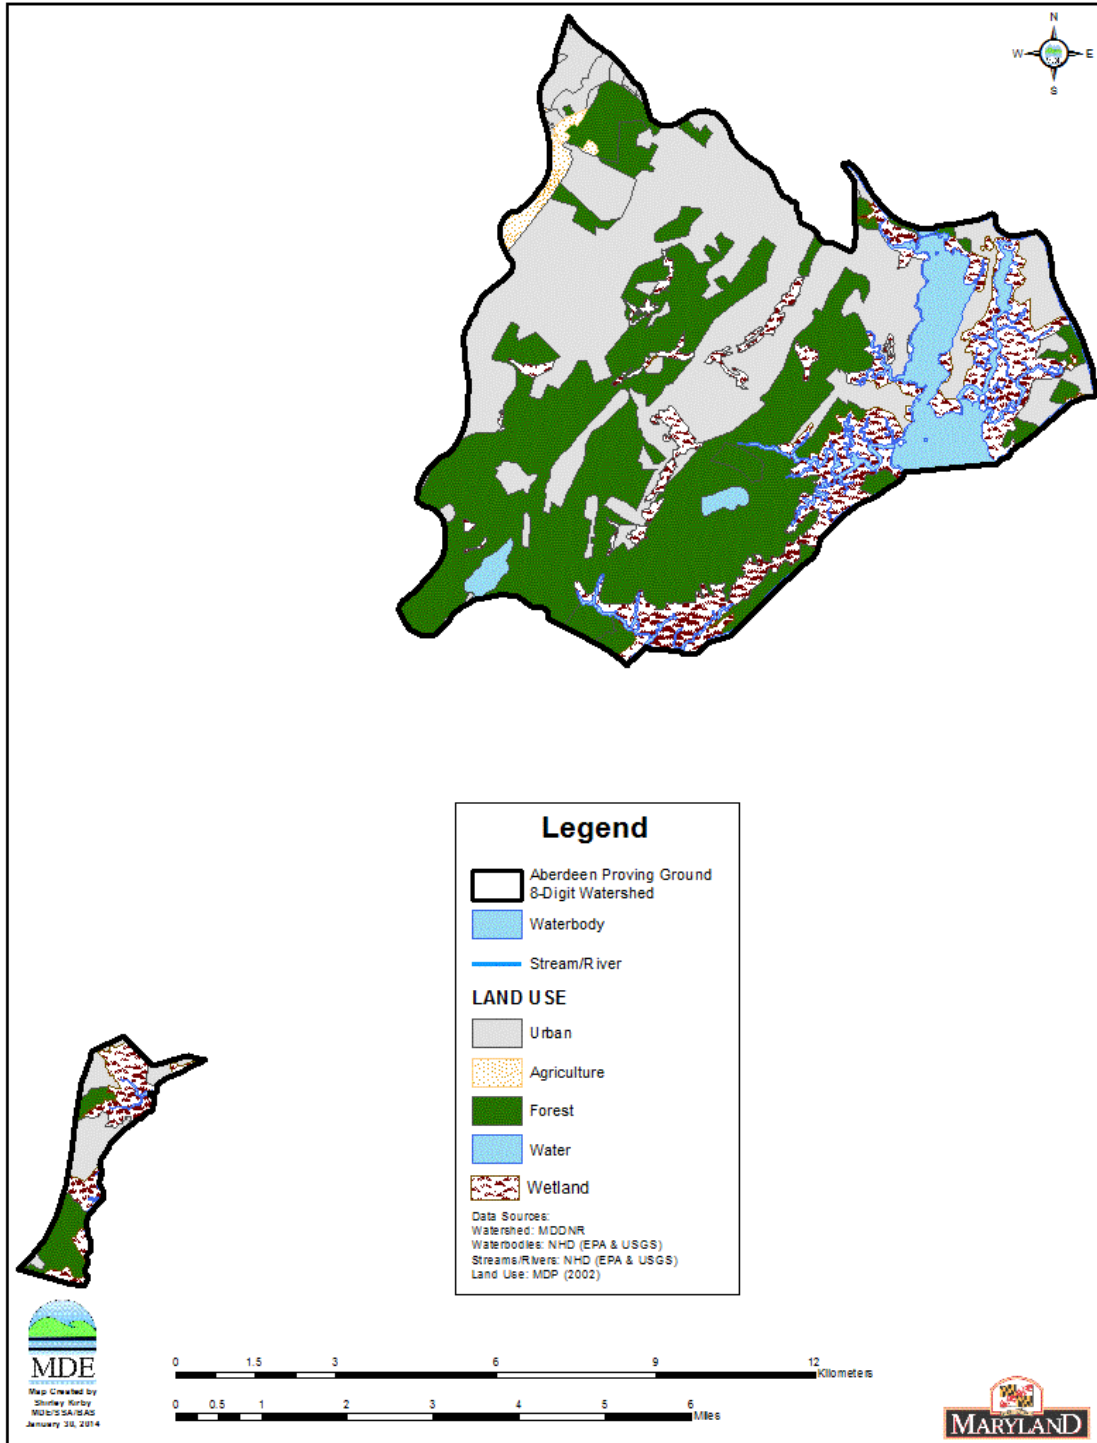 N
W
E
S
Legend
Aberdeen Proving Ground
8-Digit Watershed
Waterbody
Stream/River
LAND USE
Urban
Agriculture
Forest
Water
Wetland
Data Sources:
Watershed: MDDNR
Waterbodies: NHD (EPA & USGS)
Streams/Rivers: NHD (EPA & USGS)
Land Use: MDP (2002)
MDE
Map Created by
Shirley Kirby
MDE/SSA/BAS
January 30, 2014
0 1.5 3 6 9 12
Kilometers
0 0.5 1 2 3 4 5 6
Miles
MARYLAND